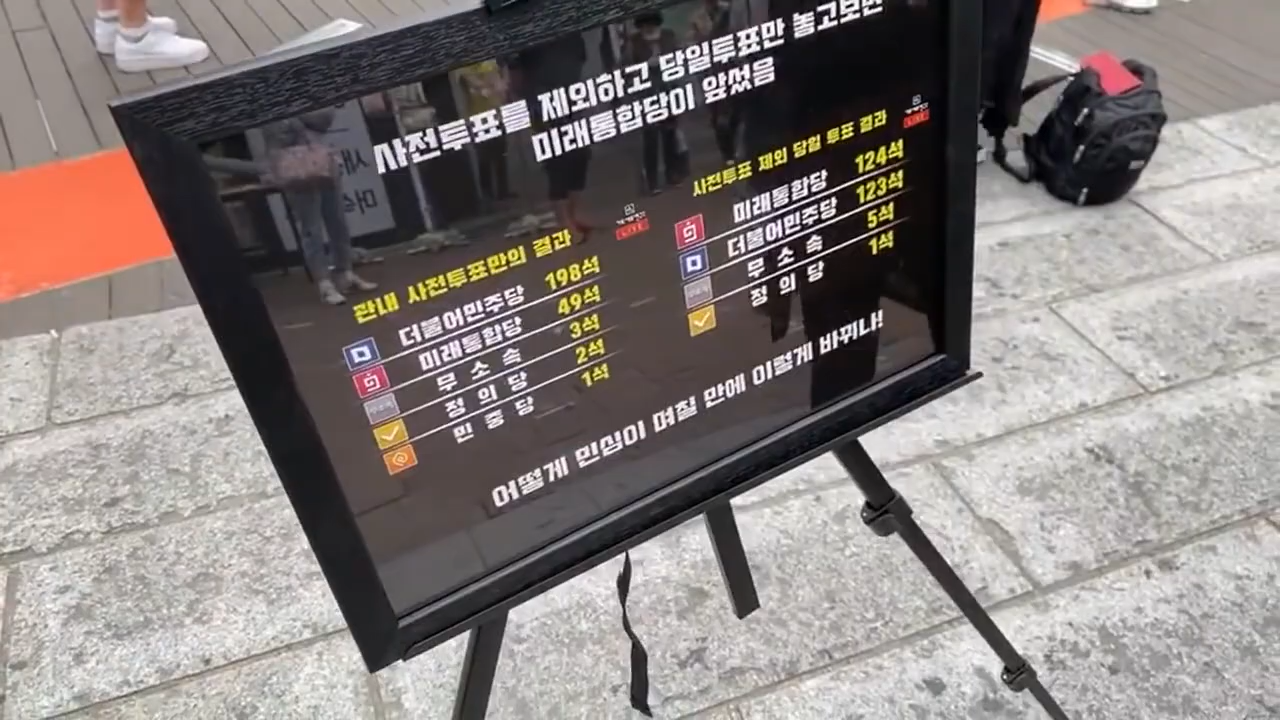 사전투표를 제외하고 당일투표만 놓고보면
미래통합당이 앞섰음
관내 사전투표만의 결과
LIVE
더불어민주당 198석
미래통합당 49석
무소속 3석
정의당 2석
민중당 1석
사전투표 제외 당일 투표 결과
LIVE
미래통합당 124석
더불어민주당 123석
무소속 5석
정의당 1석
어떻게 민심이 며칠 만에 이렇게 바뀌나!